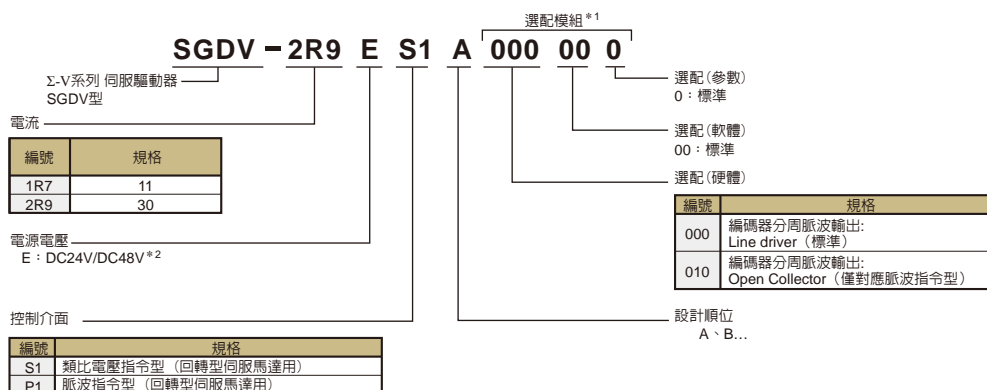 選配模組*1
SGDV-2R9 E S1 A 000 00 0
Σ-V系列 伺服驅動器
SGDV型
電流
編號 規格
1R7 11
2R9 30
電源電壓
E：DC24V/DC48V*2
控制介面
編號 規格
S1 類比電壓指令型（回轉型伺服馬達用）
P1 脈波指令型（回轉型伺服馬達用）
選配(參數)
0：標準
選配(軟體)
00：標準
選配(硬體)
編號 規格
000 編碼器分周脈波輸出:
Line driver（標準）
010 編碼器分周脈波輸出:
Open Collector（僅對應脈波指令型）
設計順位
A、B…